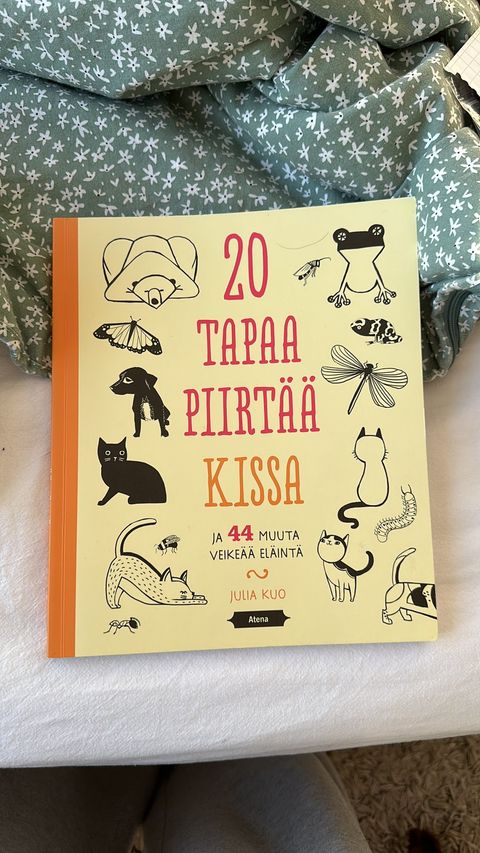 20
TAPAA
PIIRTÄÄ
KISSA
JA 44 MUUTA
VEIKEÄÄ ELÄINTÄ
JULIA KUO
Atena